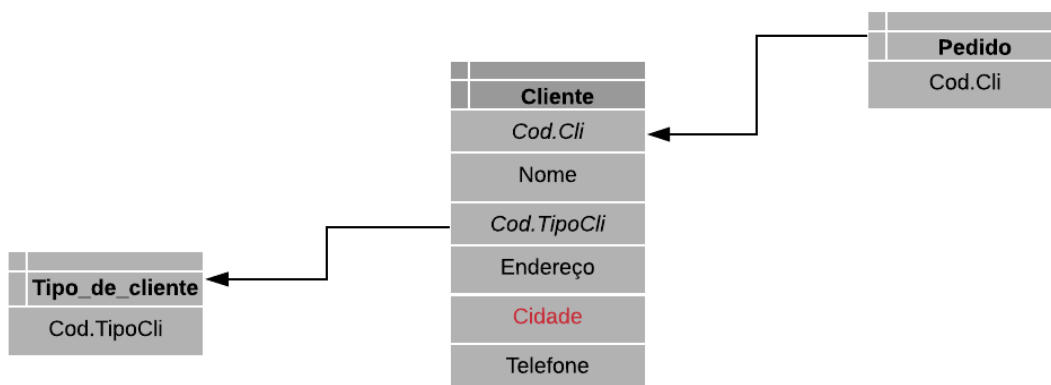 Pedido
Cod.Cli
Cliente
Cod.Cli
Nome
Cod.TipoCli
Endereço
Cidade
Telefone
Tipo_de_cliente
Cod.TipoCli